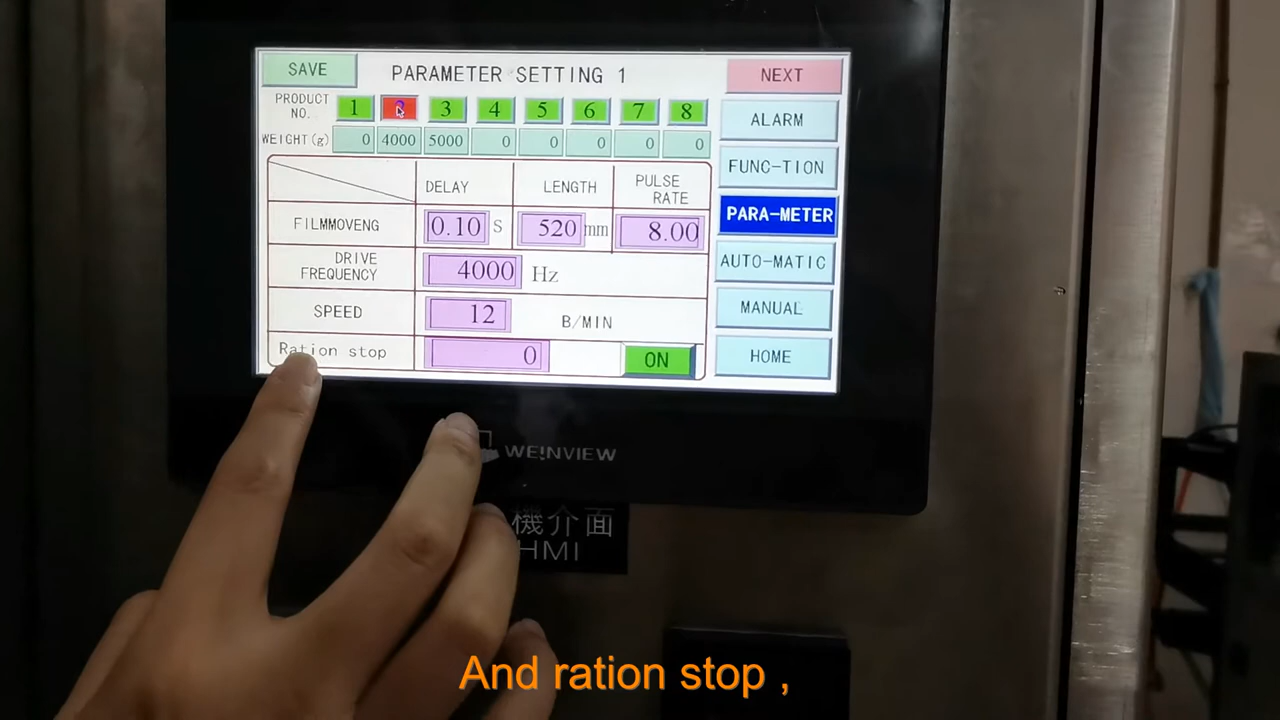 SAVE PARAMETER SETTING 1 NEXT
PRODUCT NO. 1 2 3 4 5 6 7 8 ALARM
WEIGHT(g) 0 4000 5000 0 0 0 0 0
DELAY LENGTH PULSE RATE FUNC-TION
FILMMOVENG 0.10 S 520 mm 8.00 PARA-METER
DRIVE FREQUENCY 4000 Hz AUTO-MATIC
SPEED 12 B/MIN MANUAL
Ration stop 0 ON HOME
WEINVIEW
機介面
HMI
And ration stop ,